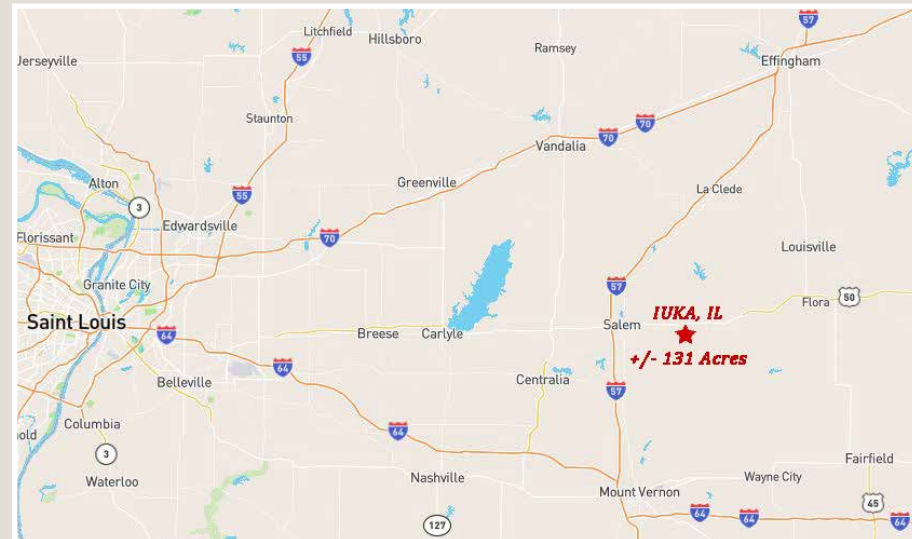 57
Litchfield
Hillsboro
Ramsey
Jerseyville
55
Effingham
Staunton
70
70
Vandalia
Alton
55
Greenville
La Clede
3
Edwardsville
Florissant
70
Louisville
Granite City
57
50
Flora
IUKA, IL
Saint Louis
64
Breese
Carlyle
Salem
+/- 131 Acres
64
Belleville
Centralia
57
Columbia
64
3
Fairfield
Waterloo
Nashville
Wayne City
Mount Vernon
45
64
64
64
127